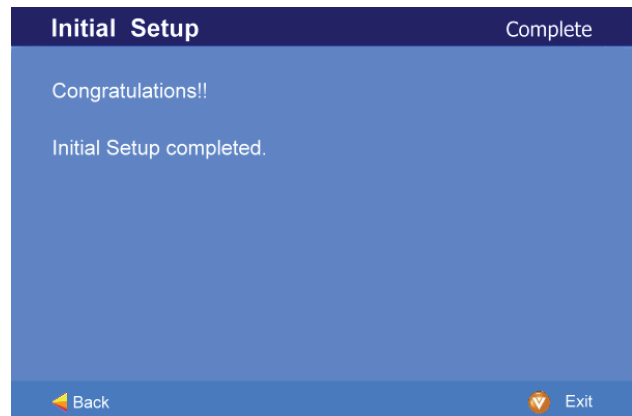 Initial Setup Complete
Congratulations!!
Initial Setup completed.
Back V Exit